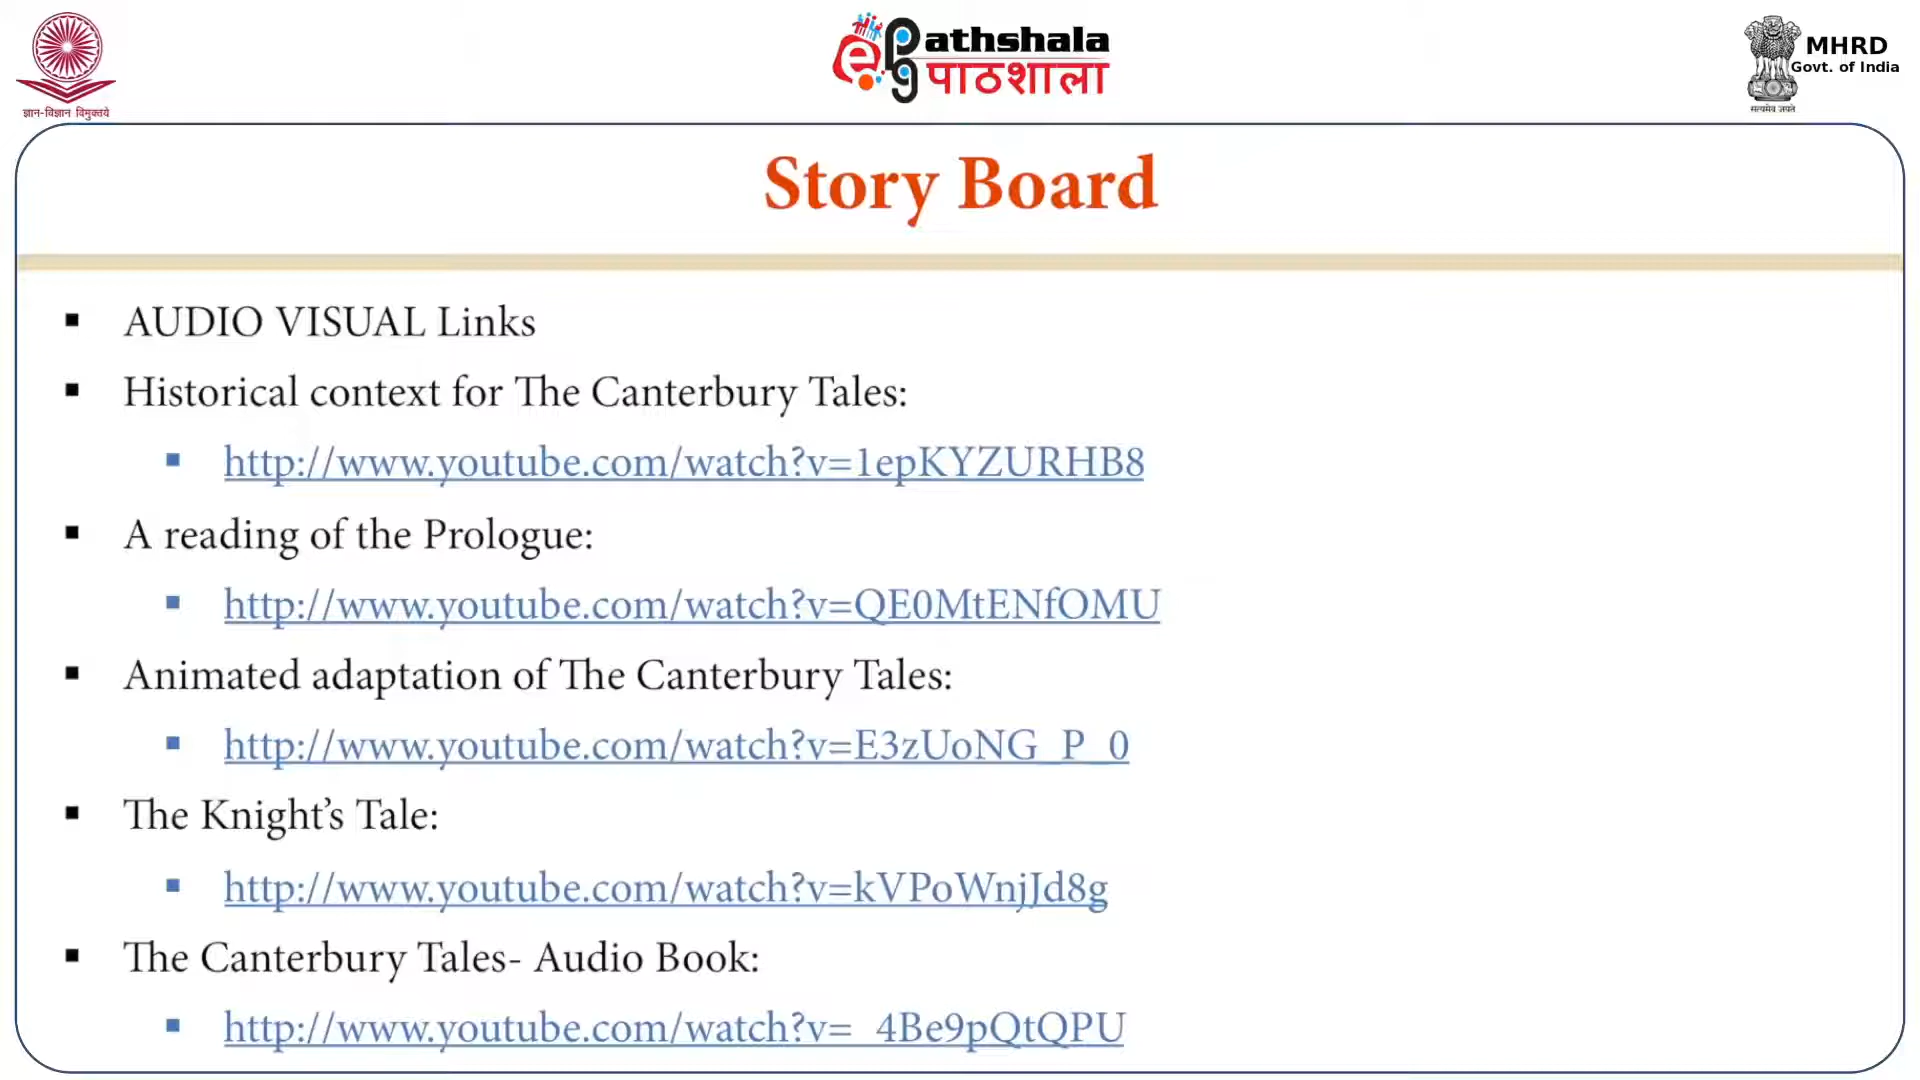 ज्ञान-विज्ञान विमुक्तये
ePathshala
पाठशाला
MHRD
Govt. of India
सत्यमेव जयते
Story Board
AUDIO VISUAL Links
Historical context for The Canterbury Tales:
http://www.youtube.com/watch?v=1epKYZURHB8
A reading of the Prologue:
http://www.youtube.com/watch?v=QE0MtENfOMU
Animated adaptation of The Canterbury Tales:
http://www.youtube.com/watch?v=E3zUoNG_P_0
The Knight's Tale:
http://www.youtube.com/watch?v=kVPoWnjJd8g
The Canterbury Tales- Audio Book:
http://www.youtube.com/watch?v=_4Be9pQtQPU